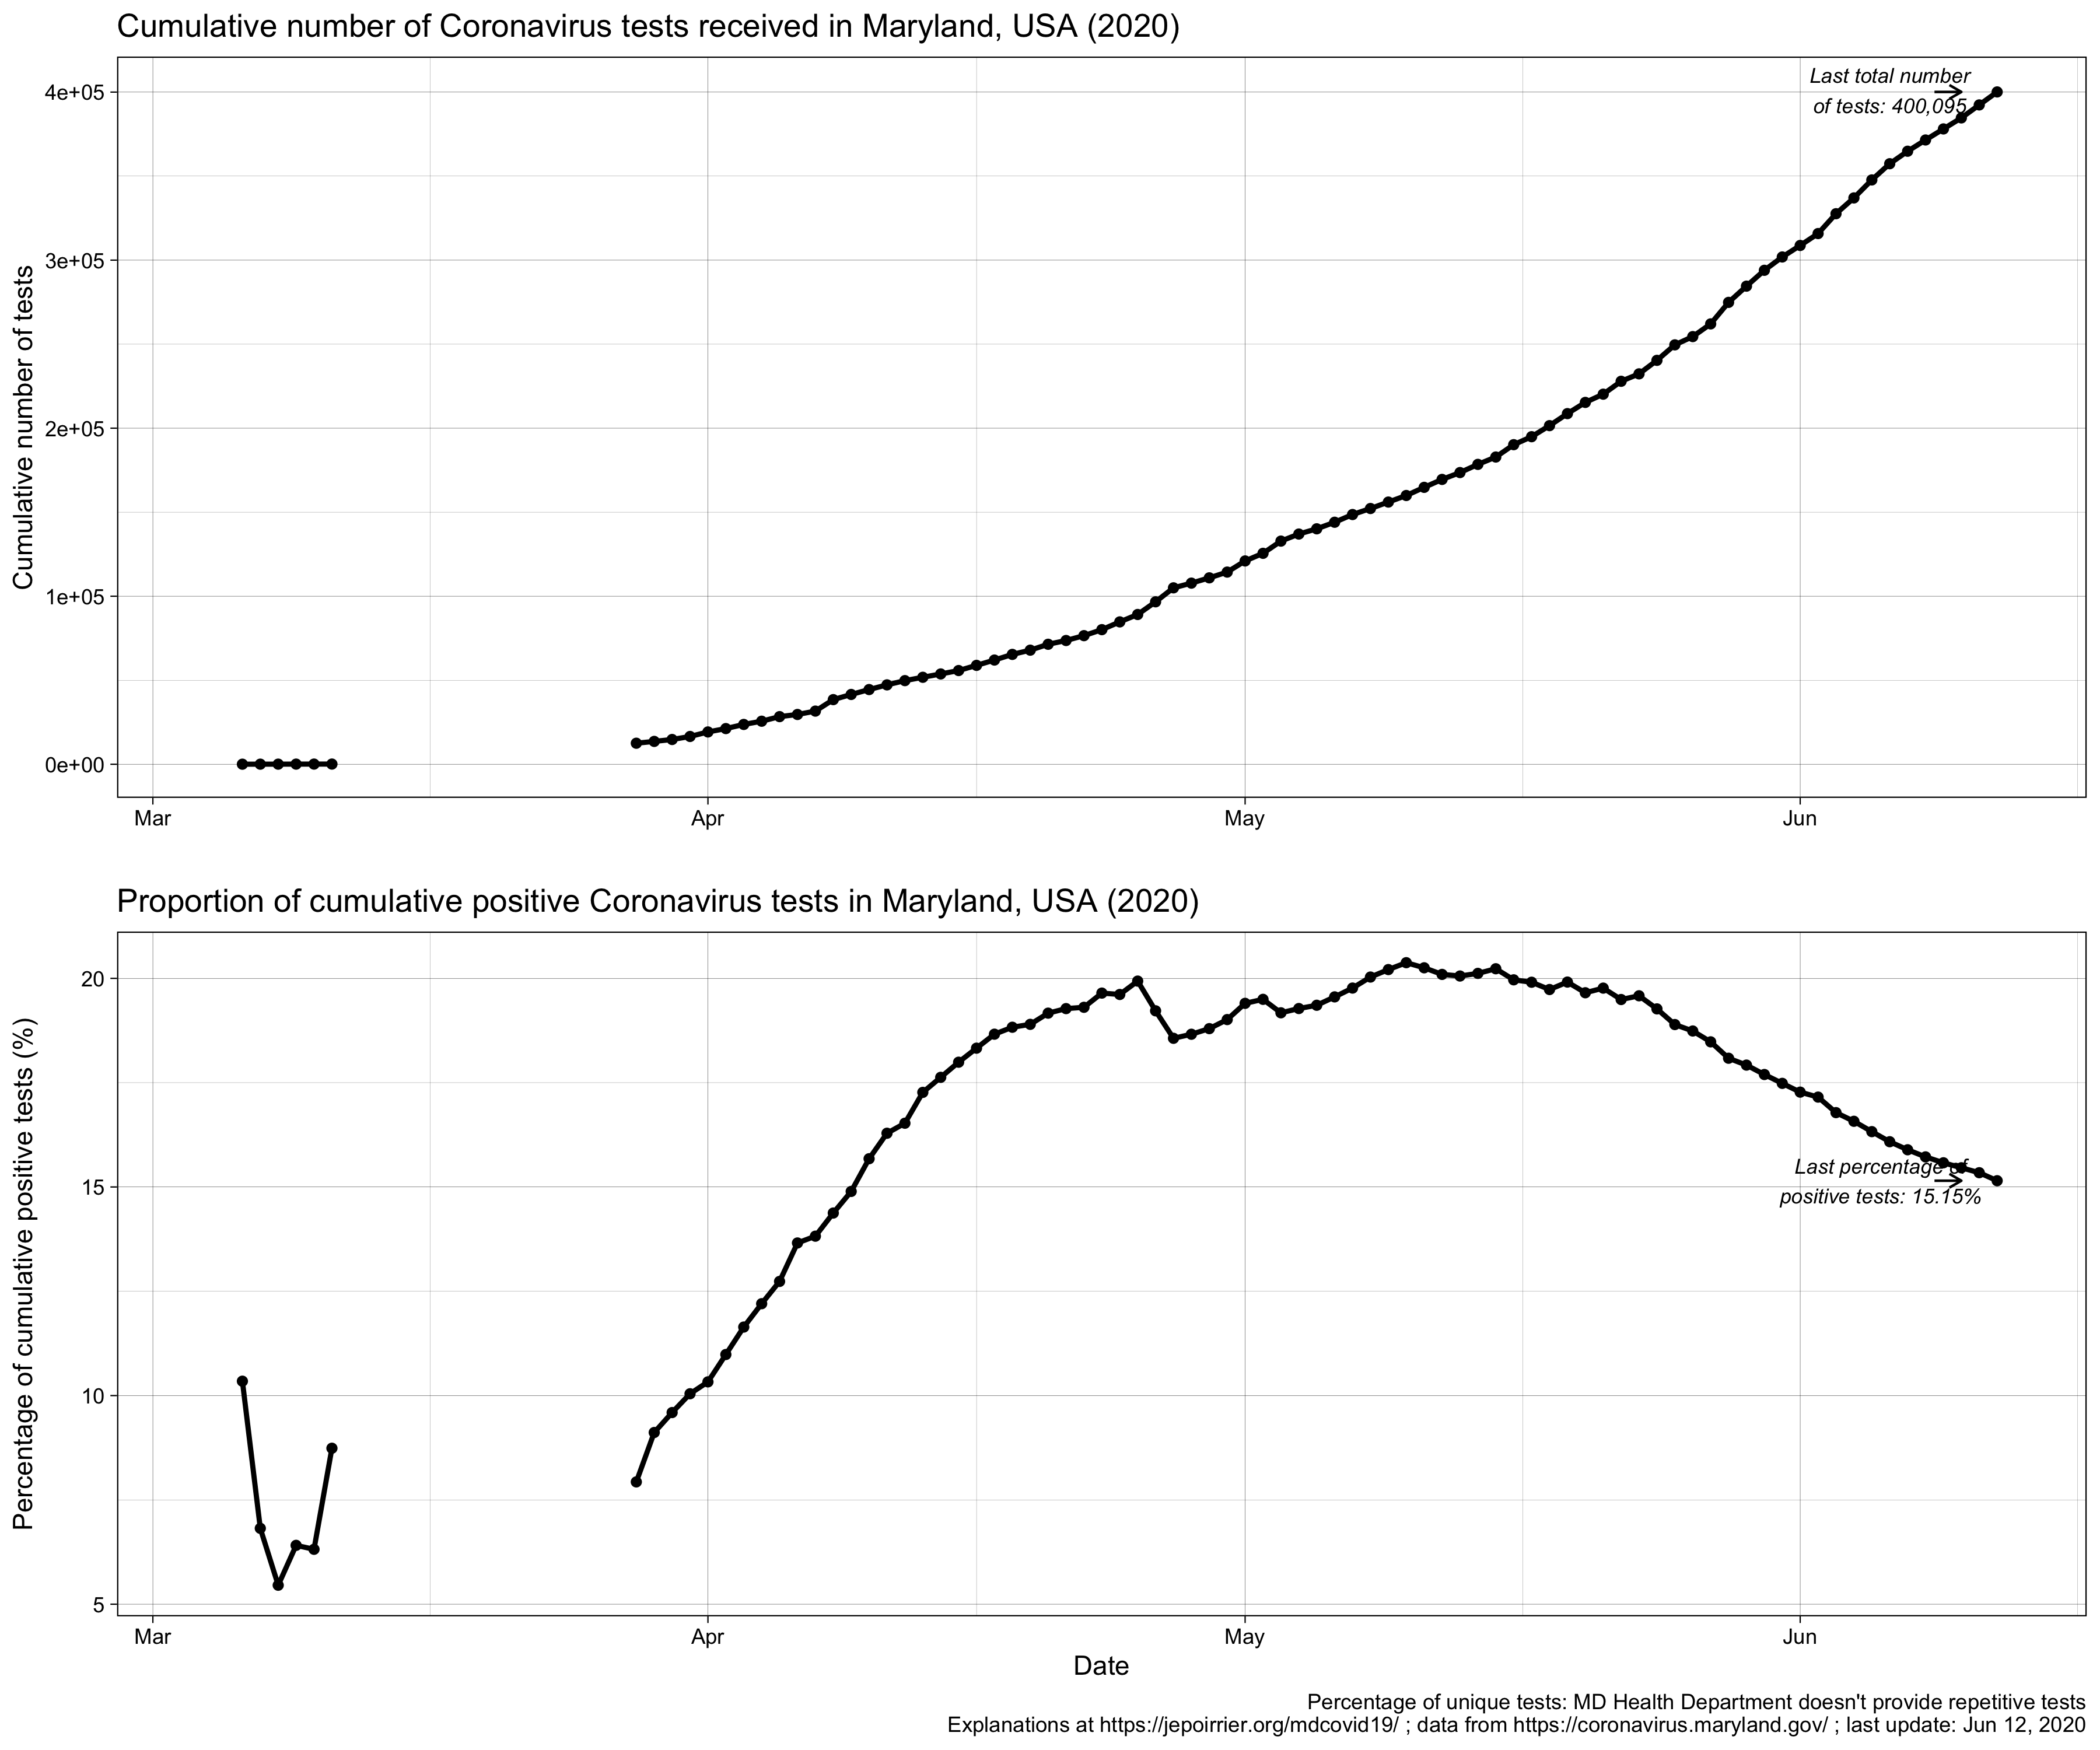 Cumulative number of Coronavirus tests received in Maryland, USA (2020)
Cumulative number of tests
4e+05
3e+05
2e+05
1e+05
0e+00
Last total number
of tests: 400,095
Mar
Apr
May
Jun
Proportion of cumulative positive Coronavirus tests in Maryland, USA (2020)
Percentage of cumulative positive tests (%)
20
15
10
5
Last percentage of
positive tests: 15.15%
Mar
Apr
May
Jun
Date
Percentage of unique tests: MD Health Department doesn't provide repetitive tests
Explanations at https://jepoirrier.org/mdcovid19/ ; data from https://coronavirus.maryland.gov/ ; last update: Jun 12, 2020